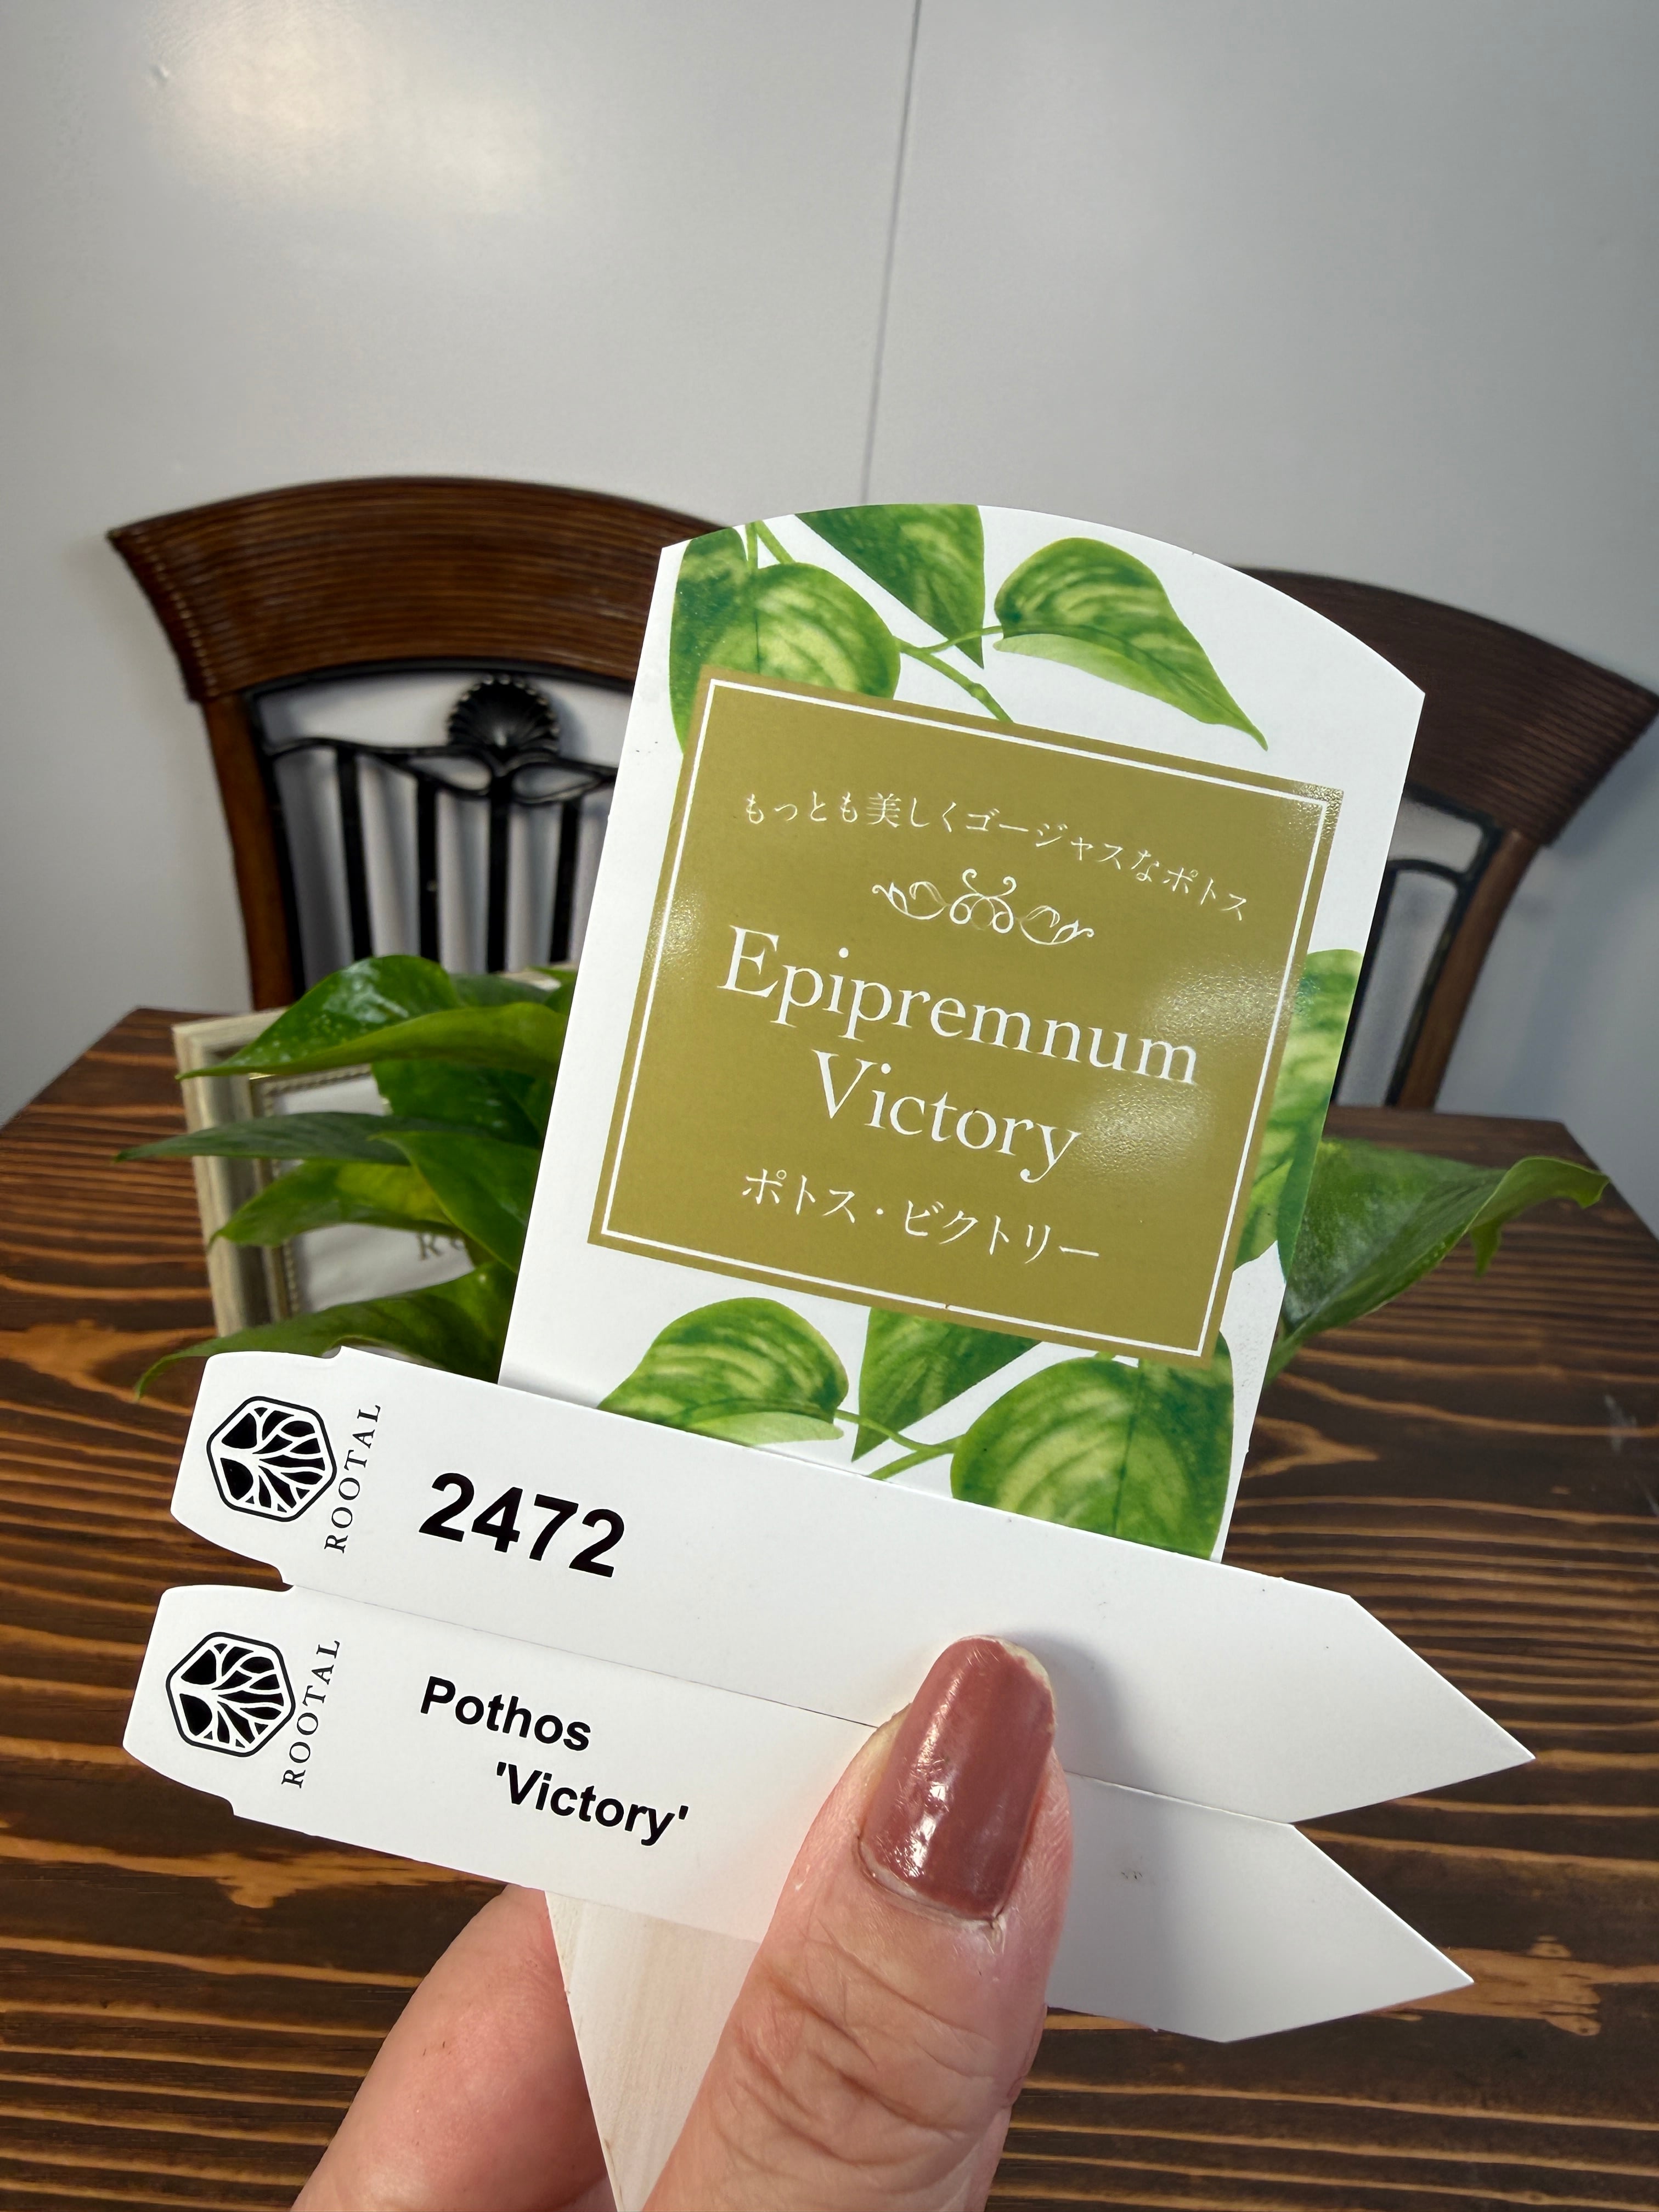 もっとも美しくゴージャスなポトス
Epipremnum
Victory
ポトス・ビクトリー
ROOTAL
2472
ROOTAL
Pothos
'Victory'